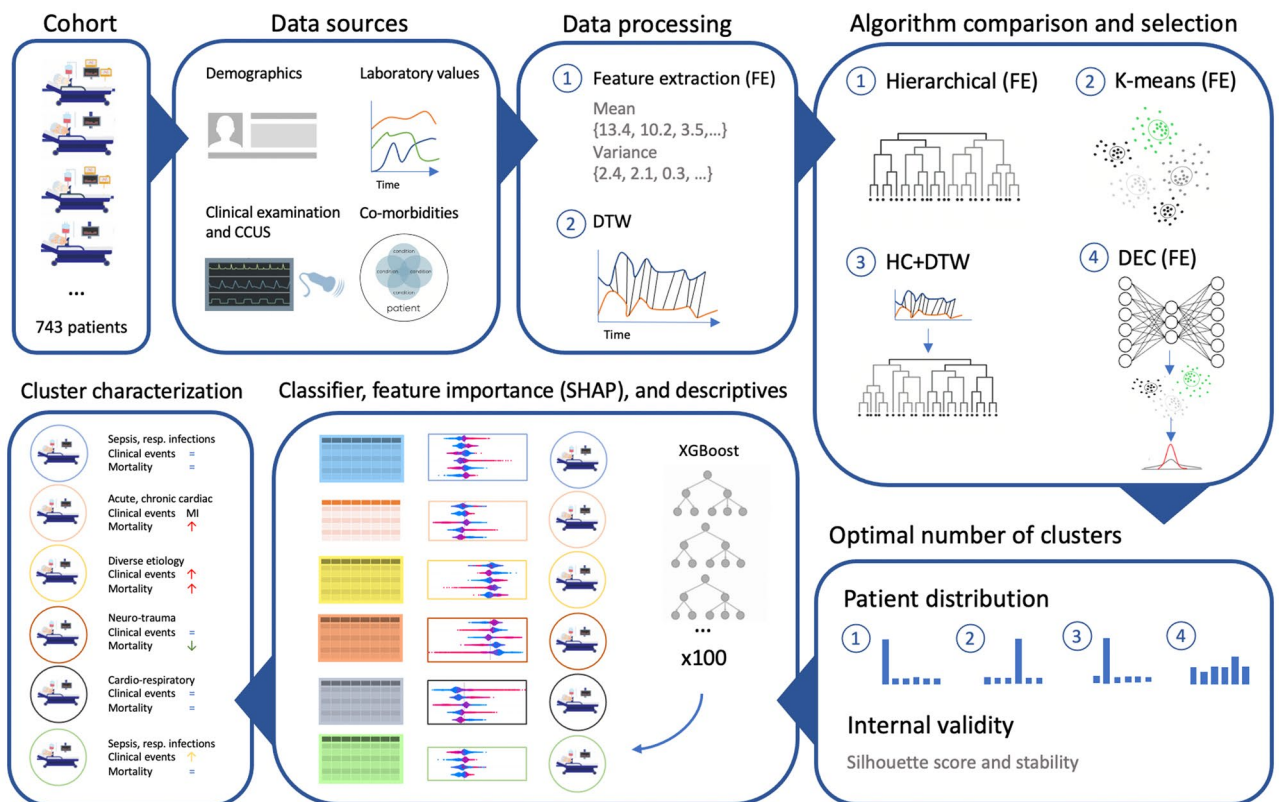 Cohort
...
743 patients
Data sources
Demographics
Laboratory values
Time
Clinical examination
and CCUS
Co-morbidities
condition
condition
condition
condition
patient
Data processing
1 Feature extraction (FE)
Mean
{13.4, 10.2, 3.5,...}
Variance
{2.4, 2.1, 0.3, ...}
2 DTW
Time
Algorithm comparison and selection
1 Hierarchical (FE)
2 K-means (FE)
3 HC+DTW
4 DEC (FE)
Optimal number of clusters
Patient distribution
1
2
3
4
Internal validity
Silhouette score and stability
Classifier, feature importance (SHAP), and descriptives
XGBoost
...
x100
Cluster characterization
Sepsis, resp. infections
Clinical events =
Mortality =
Acute, chronic cardiac
Clinical events MI
Mortality ↑
Diverse etiology
Clinical events ↑
Mortality ↑
Neuro-trauma
Clinical events =
Mortality ↓
Cardio-respiratory
Clinical events =
Mortality =
Sepsis, resp. infections
Clinical events ↑
Mortality =